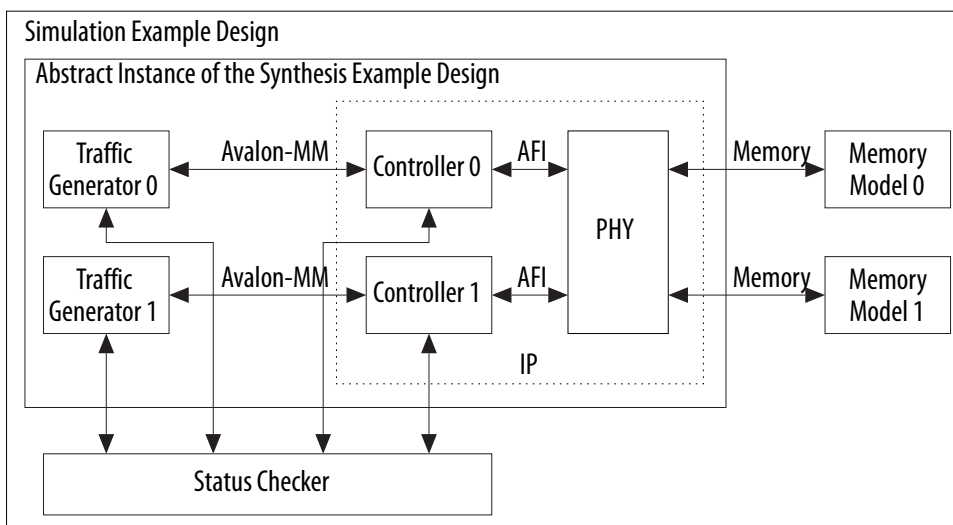 Simulation Example Design
Abstract Instance of the Synthesis Example Design
Traffic
Generator 0
Avalon-MM
Controller 0
AFI
PHY
Memory
Memory
Model 0
Traffic
Generator 1
Avalon-MM
Controller 1
AFI
Memory
Memory
Model 1
IP
Status Checker